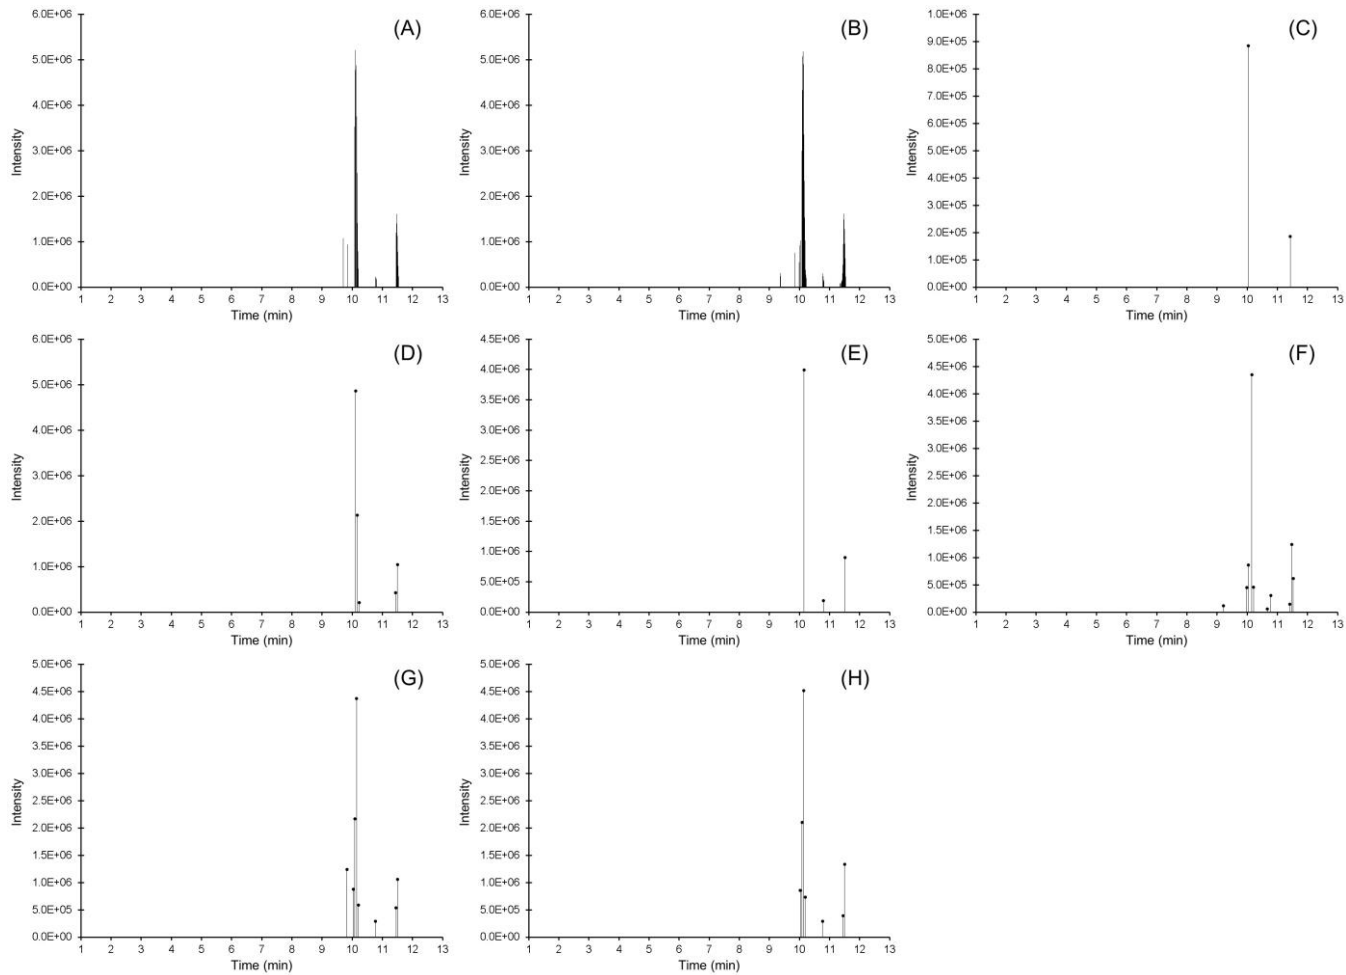 (A)
Intensity
6.0E+06
5.0E+06
4.0E+06
3.0E+06
2.0E+06
1.0E+06
0.0E+00
1 2 3 4 5 6 7 8 9 10 11 12 13
Time (min)
(B)
Intensity
6.0E+06
5.0E+06
4.0E+06
3.0E+06
2.0E+06
1.0E+06
0.0E+00
1 2 3 4 5 6 7 8 9 10 11 12 13
Time (min)
(C)
Intensity
1.0E+06
9.0E+05
8.0E+05
7.0E+05
6.0E+05
5.0E+05
4.0E+05
3.0E+05
2.0E+05
1.0E+05
0.0E+00
1 2 3 4 5 6 7 8 9 10 11 12 13
Time (min)
(D)
Intensity
6.0E+06
5.0E+06
4.0E+06
3.0E+06
2.0E+06
1.0E+06
0.0E+00
1 2 3 4 5 6 7 8 9 10 11 12 13
Time (min)
(E)
Intensity
4.5E+06
4.0E+06
3.5E+06
3.0E+06
2.5E+06
2.0E+06
1.5E+06
1.0E+06
5.0E+05
0.0E+00
1 2 3 4 5 6 7 8 9 10 11 12 13
Time (min)
(F)
Intensity
5.0E+06
4.5E+06
4.0E+06
3.5E+06
3.0E+06
2.5E+06
2.0E+06
1.5E+06
1.0E+06
5.0E+05
0.0E+00
1 2 3 4 5 6 7 8 9 10 11 12 13
Time (min)
(G)
Intensity
5.0E+06
4.5E+06
4.0E+06
3.5E+06
3.0E+06
2.5E+06
2.0E+06
1.5E+06
1.0E+06
5.0E+05
0.0E+00
1 2 3 4 5 6 7 8 9 10 11 12 13
Time (min)
(H)
Intensity
5.0E+06
4.5E+06
4.0E+06
3.5E+06
3.0E+06
2.5E+06
2.0E+06
1.5E+06
1.0E+06
5.0E+05
0.0E+00
1 2 3 4 5 6 7 8 9 10 11 12 13
Time (min)